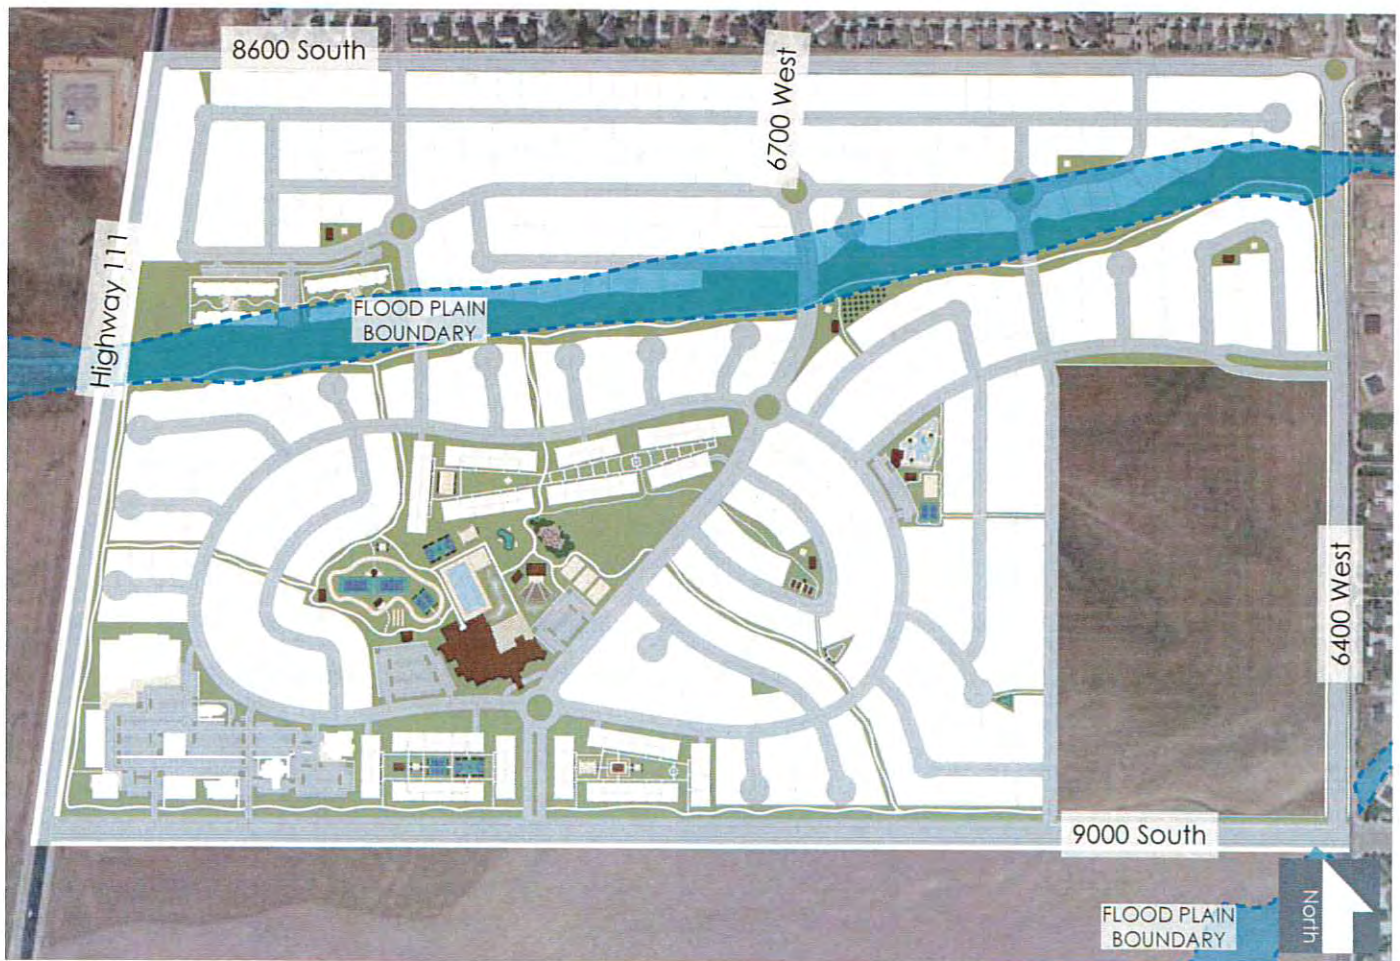 8600 South
6700 West
Highway 111
FLOOD PLAIN
BOUNDARY
6400 West
9000 South
FLOOD PLAIN
BOUNDARY
North